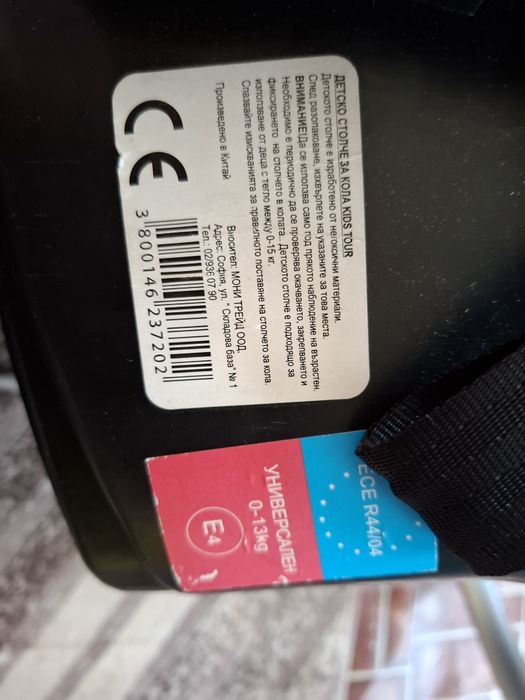 ДЕТСКО СТОЛЧЕ ЗА КОЛА KIDS TOUR
Детското столче е изработено от негоксични материали.
След разопаковане, изхвърлете на указаните за това места.
ВНИМАНИЕ!Да се използва само под прякото наблюдение на възрастен.
Необходимо е периодично да се проверява окачването, закрепването и
фиксирането на столчето в колата. Детското столче е подходящо за
използване от деца с тегло между 0-15 кг.
Спазвайте изискванията за правилното поставяне на столчето за кола.
Произведено в Китай
Вносител: МОНИ ТРЕЙД ООД
Адрес: София, ул. " Складова база" № 1
Тел.: 02/936 07 90
CE
3 800146 237202
ECE R44/04
УНИВЕРСАЛЕН
0-13kg
E4